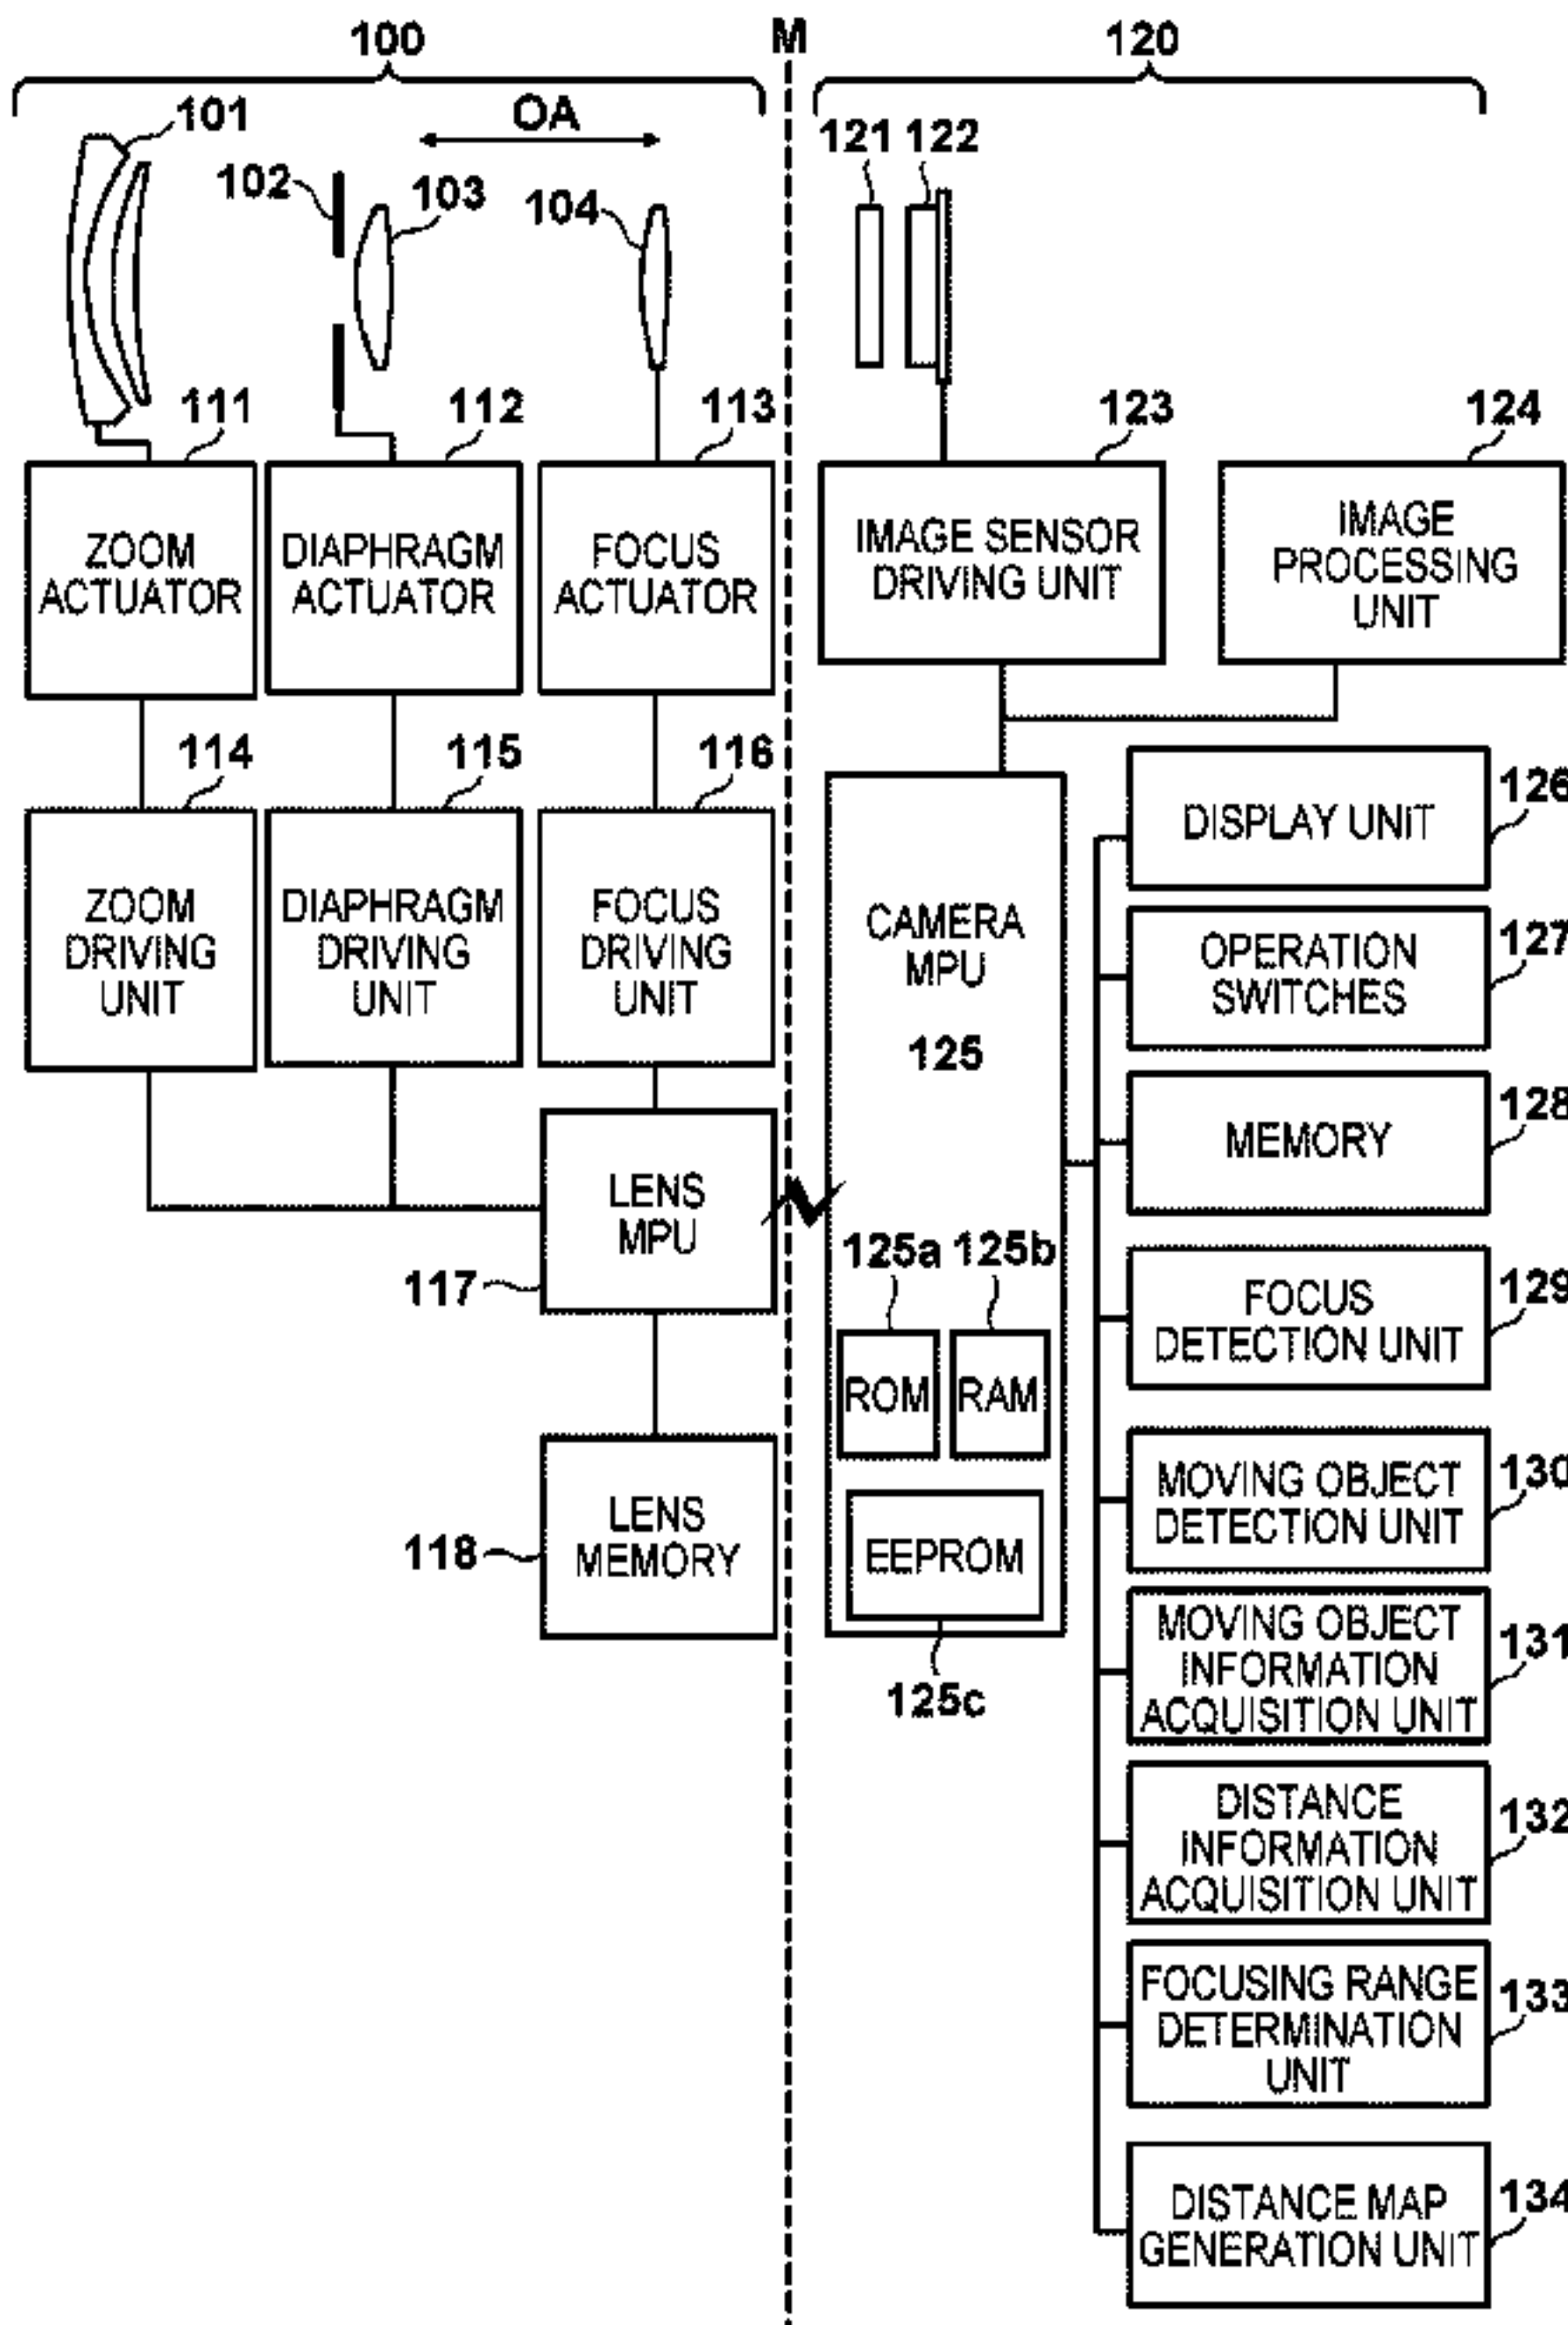 100
M
120
101
OA
121
122
102
103
104
111
112
113
123
124
ZOOM
ACTUATOR
DIAPHRAGM
ACTUATOR
FOCUS
ACTUATOR
IMAGE SENSOR
DRIVING UNIT
IMAGE
PROCESSING
UNIT
114
115
116
126
ZOOM
DRIVING
UNIT
DIAPHRAGM
DRIVING
UNIT
FOCUS
DRIVING
UNIT
CAMERA
MPU
125
DISPLAY UNIT
OPERATION
SWITCHES
127
MEMORY
128
LENS
MPU
117
125a
125b
ROM
RAM
FOCUS
DETECTION UNIT
129
LENS
MEMORY
118
EEPROM
125c
MOVING OBJECT
DETECTION UNIT
130
MOVING OBJECT
INFORMATION
ACQUISITION UNIT
131
DISTANCE
INFORMATION
ACQUISITION UNIT
132
FOCUSING RANGE
DETERMINATION
UNIT
133
DISTANCE MAP
GENERATION UNIT
134